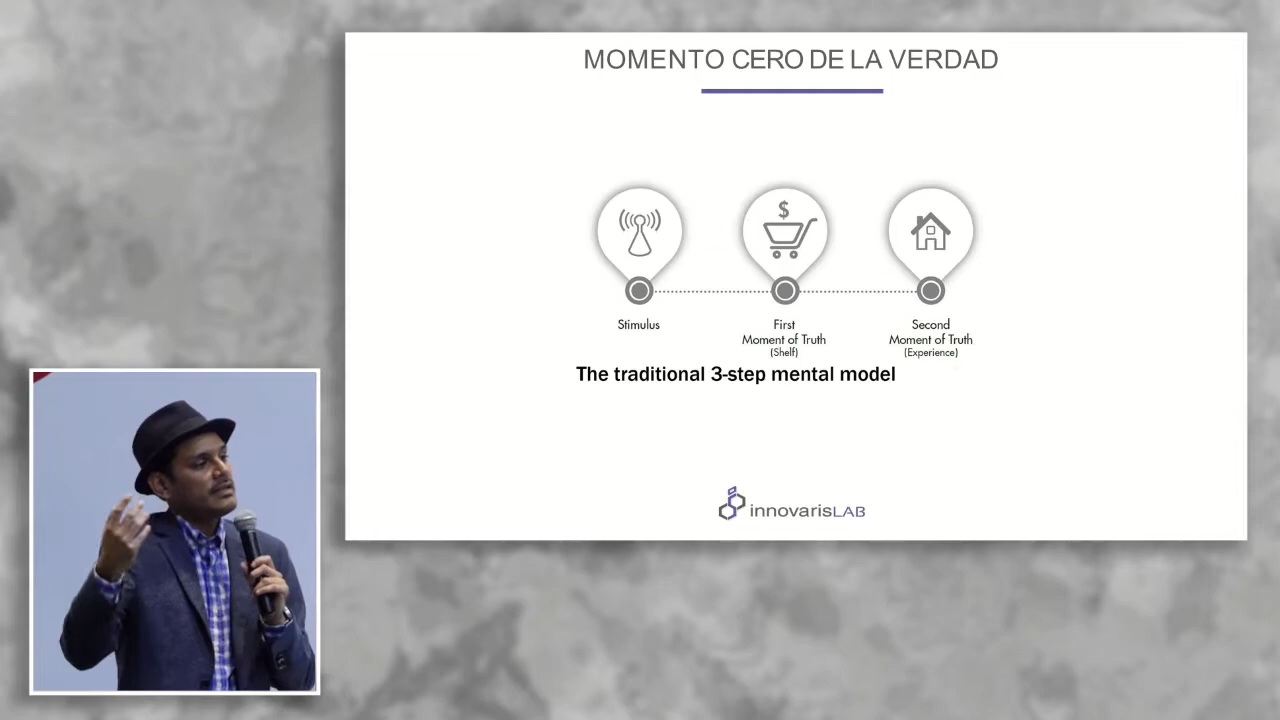 MOMENTO CERO DE LA VERDAD
$
Stimulus
First
Moment of Truth
(Shelf)
Second
Moment of Truth
(Experience)
The traditional 3-step mental model
innovarisLAB